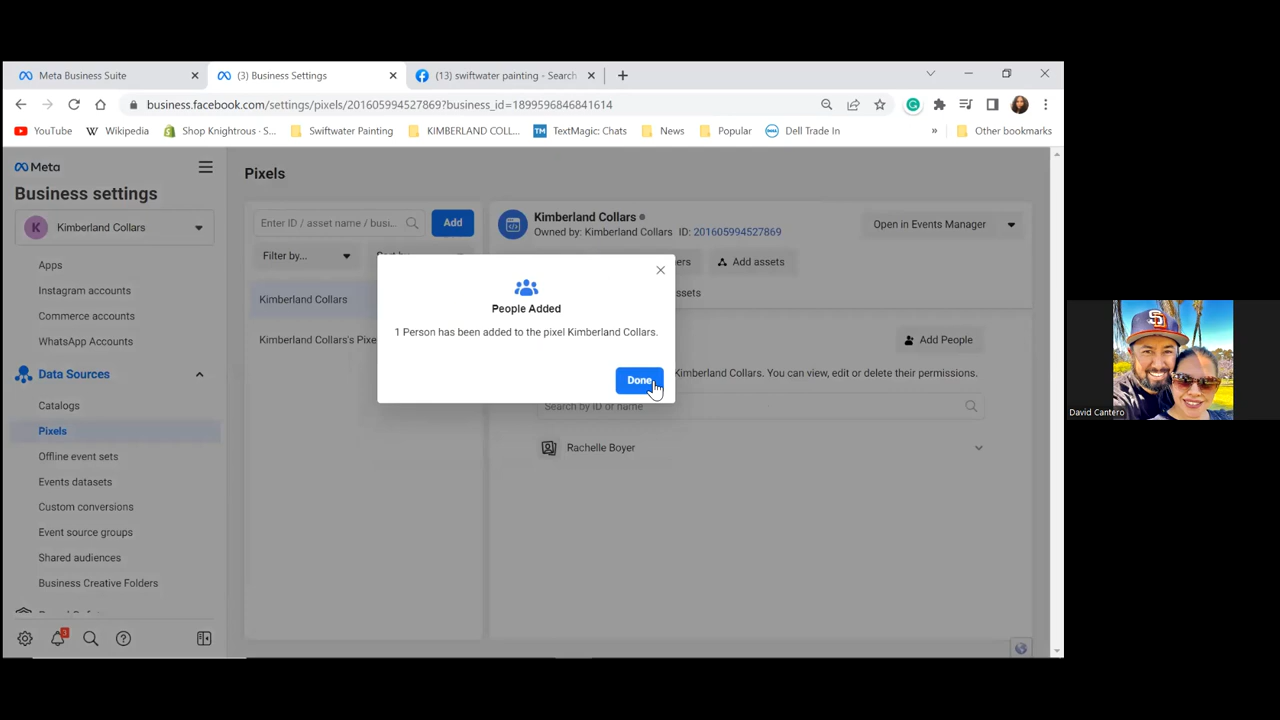 Meta Business Suite
(3) Business Settings
(13) swiftwater painting - Search
business.facebook.com/settings/pixels/201605994527869?business_id=1899596846841614
YouTube
Wikipedia
Shop Knightrous - S...
Swiftwater Painting
KIMBERLAND COLL...
TM
TextMagic: Chats
News
Popular
DELL
Dell Trade In
»
Other bookmarks
Meta
Business settings
K
Kimberland Collars
Apps
Instagram accounts
Commerce accounts
WhatsApp Accounts
Data Sources
Catalogs
Pixels
Offline event sets
Events datasets
Custom conversions
Event source groups
Shared audiences
Business Creative Folders
3
Pixels
Enter ID / asset name / busi...
Add
Filter by...
Kimberland Collars
Kimberland Collars's Pixe
Kimberland Collars
Owned by: Kimberland Collars ID: 201605994527869
Open in Events Manager
ners
Add assets
ssets
Add People
Kimberland Collars. You can view, edit or delete their permissions.
Search by ID or name
Rachelle Boyer
People Added
1 Person has been added to the pixel Kimberland Collars.
Done
David Cantero